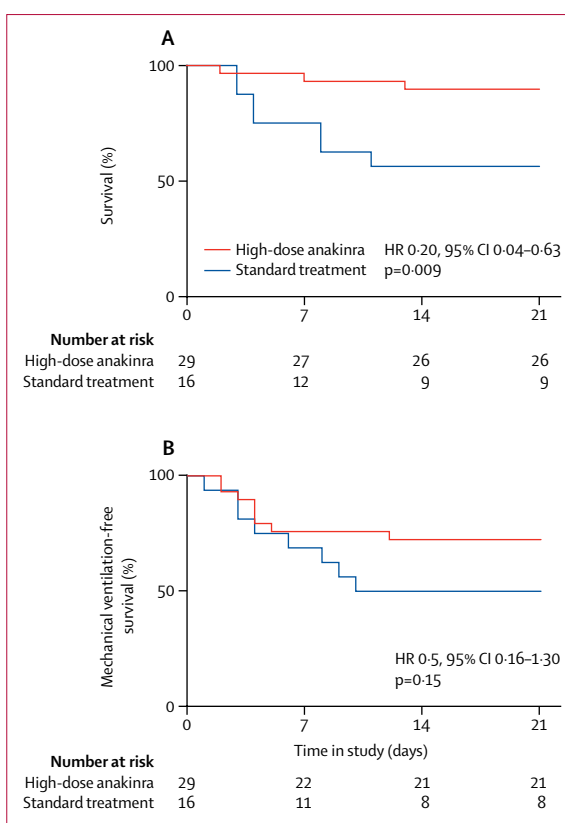 A
100
50
0
Survival (%)
High-dose anakinra
Standard treatment
HR 0·20, 95% CI 0·04–0·63
p=0·009
0 7 14 21
Number at risk
High-dose anakinra 29 27 26 26
Standard treatment 16 12 9 9
B
100
50
0
Mechanical ventilation-free
survival (%)
HR 0·5, 95% CI 0·16–1·30
p=0·15
0 7 14 21
Time in study (days)
Number at risk
High-dose anakinra 29 22 21 21
Standard treatment 16 11 8 8